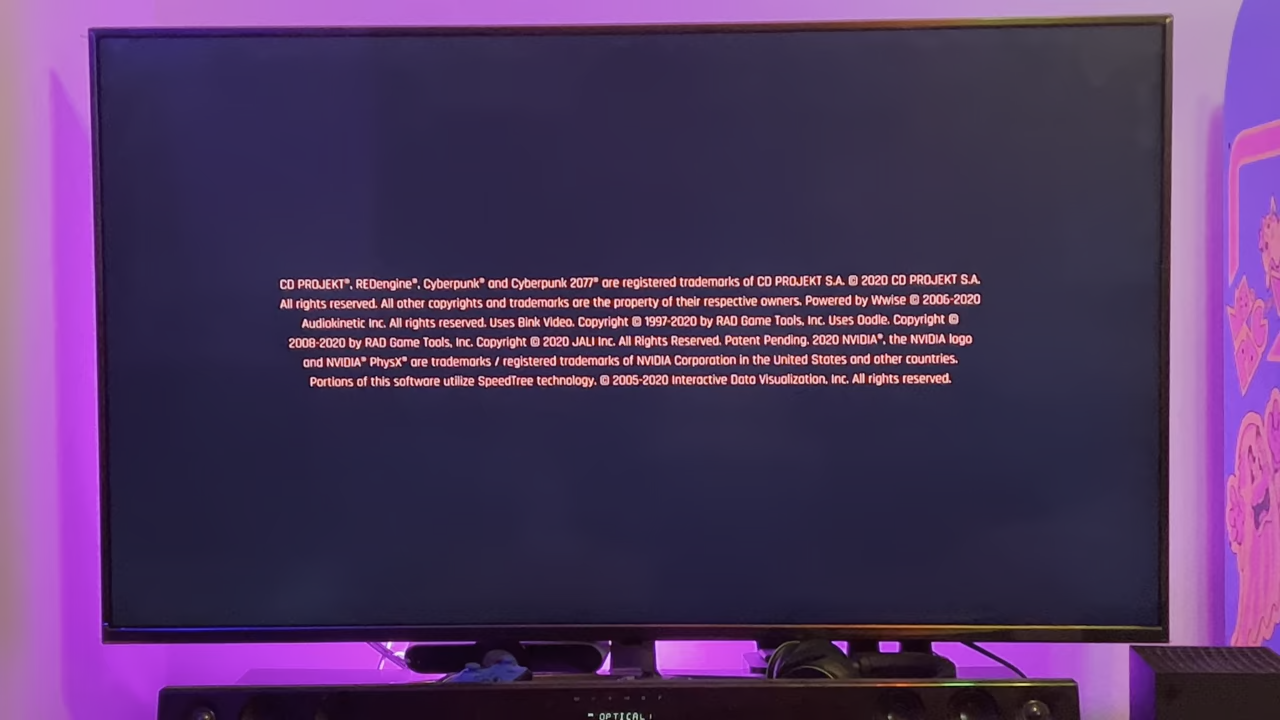 CD PROJEKT®, REDengine®, Cyberpunk® and Cyberpunk 2077® are registered trademarks of CD PROJEKT S.A. © 2020 CD PROJEKT S.A.
All rights reserved. All other copyrights and trademarks are the property of their respective owners. Powered by Wwise © 2006-2020
Audiokinetic Inc. All rights reserved. Uses Bink Video. Copyright © 1997-2020 by RAD Game Tools, Inc. Uses Oodle. Copyright ©
2008-2020 by RAD Game Tools, Inc. Copyright © 2020 JALI Inc. All Rights Reserved. Patent Pending. 2020 NVIDIA®, the NVIDIA logo
and NVIDIA® PhysX® are trademarks / registered trademarks of NVIDIA Corporation in the United States and other countries.
Portions of this software utilize SpeedTree technology. © 2005-2020 Interactive Data Visualization, Inc. All rights reserved.
OPTICAL